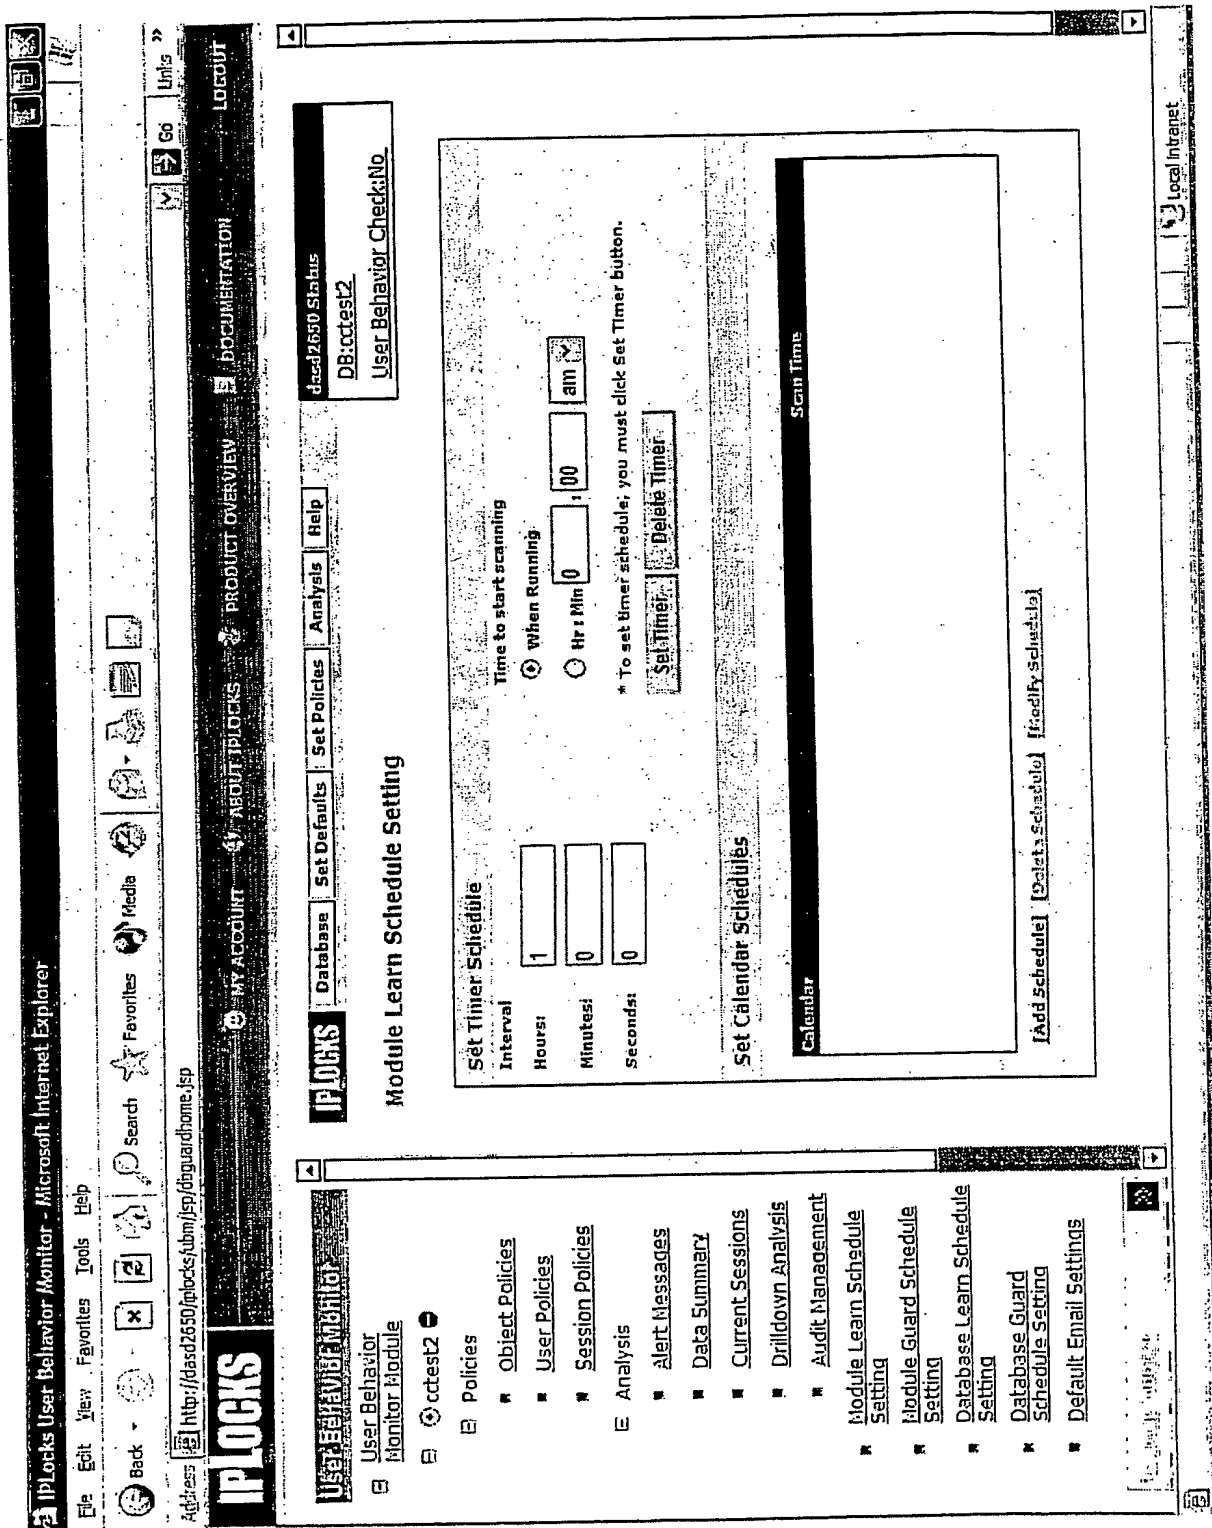 IPLocks User Behavior Monitor - Microsoft Internet Explorer
File Edit View Favorites Tools Help
Back Search Favorites Media
Address http://dasd2650/iplocks/ubm/jsp/dbguardhome.jsp Go Links »
IPLOCKS MY ACCOUNT ABOUT IPLOCKS PRODUCT OVERVIEW DOCUMENTATION LOGOUT
User Behavior Monitor
User Behavior
Monitor Module
cctest2
Policies
Object Policies
User Policies
Session Policies
Analysis
Alert Messages
Data Summary
Current Sessions
Drilldown Analysis
Audit Management
Module Learn Schedule
Setting
Module Guard Schedule
Setting
Database Learn Schedule
Setting
Database Guard
Schedule Setting
Default Email Settings
IPLOCKS Database Set Defaults Set Policies Analysis Help
dasd2650 Status
DB:cctest2
User Behavior Check:No
Module Learn Schedule Setting
Set Timer Schedule
Interval Time to start scanning
Hours: 1 When Running
Minutes: 0 Hr : Min 0 : 00 am
Seconds: 0 * To set timer schedule, you must click Set Timer button.
Set Timer Delete Timer
Set Calendar Schedules
Calendar Scan Time
[Add Schedule] [Delete Schedule] [Modify Schedule]
Local Intranet